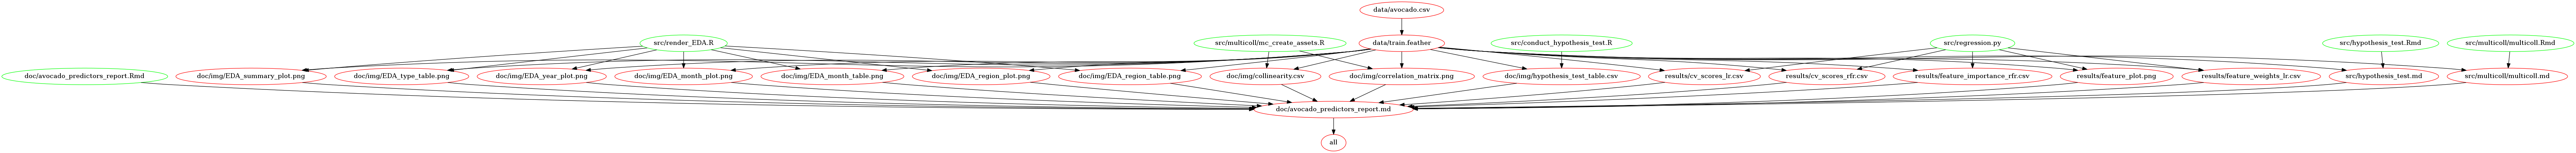 data/avocado.csv
src/render_EDA.R
src/multicoll/mc_create_assets.R
data/train.feather
src/conduct_hypothesis_test.R
src/regression.py
src/hypothesis_test.Rmd
src/multicoll/multicoll.Rmd
doc/avocado_predictors_report.Rmd
doc/img/EDA_summary_plot.png
doc/img/EDA_type_table.png
doc/img/EDA_year_plot.png
doc/img/EDA_month_plot.png
doc/img/EDA_month_table.png
doc/img/EDA_region_plot.png
doc/img/EDA_region_table.png
doc/img/collinearity.csv
doc/img/correlation_matrix.png
doc/img/hypothesis_test_table.csv
results/cv_scores_lr.csv
results/cv_scores_rfr.csv
results/feature_importance_rfr.csv
results/feature_plot.png
results/feature_weights_lr.csv
src/hypothesis_test.md
src/multicoll/multicoll.md
doc/avocado_predictors_report.md
all